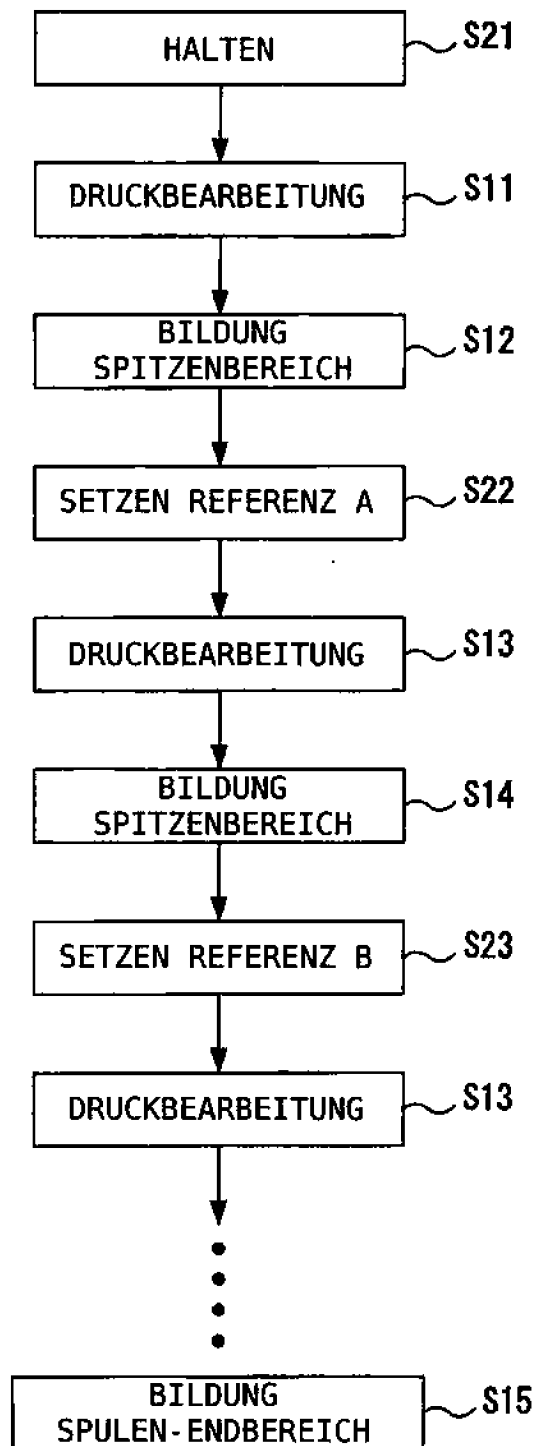 HALTEN S21
DRUCKBEARBEITUNG S11
BILDUNG
SPITZENBEREICH S12
SETZEN REFERENZ A S22
DRUCKBEARBEITUNG S13
BILDUNG
SPITZENBEREICH S14
SETZEN REFERENZ B S23
DRUCKBEARBEITUNG S13
BILDUNG
SPULEN-ENDBEREICH S15